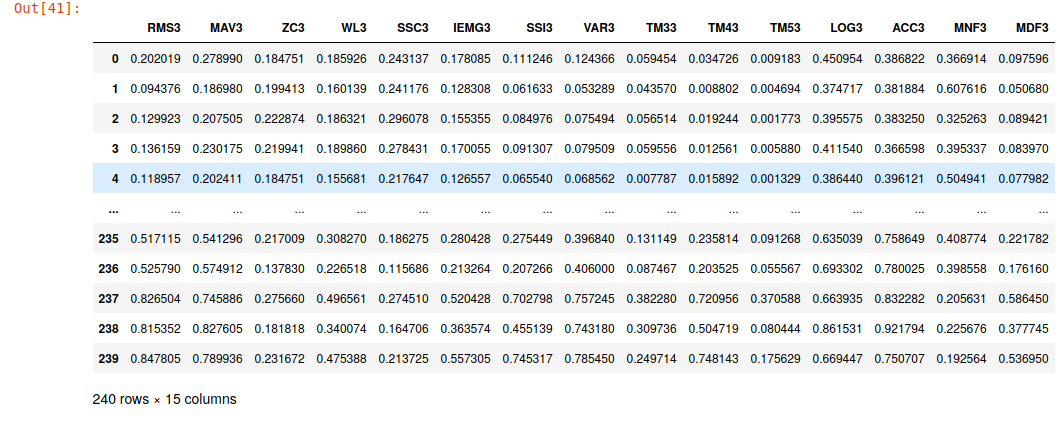 Out[41]:
RMS3 MAV3 ZC3 WL3 SSC3 IEMG3 SSI3 VAR3 TM33 TM43 TM53 LOG3 ACC3 MNF3 MDF3
0 0.202019 0.278990 0.184751 0.185926 0.243137 0.178085 0.111246 0.124366 0.059454 0.034726 0.009183 0.450954 0.386822 0.366914 0.097596
1 0.094376 0.186980 0.199413 0.160139 0.241176 0.128308 0.061633 0.053289 0.043570 0.008802 0.004694 0.374717 0.381884 0.607616 0.050680
2 0.129923 0.207505 0.222874 0.186321 0.296078 0.155355 0.084976 0.075494 0.056514 0.019244 0.001773 0.395575 0.383250 0.325263 0.089421
3 0.136159 0.230175 0.219941 0.189860 0.278431 0.170055 0.091307 0.079509 0.059556 0.012561 0.005880 0.411540 0.366598 0.395337 0.083970
4 0.118957 0.202411 0.184751 0.155681 0.217647 0.126557 0.065540 0.068562 0.007787 0.015892 0.001329 0.386440 0.396121 0.504941 0.077982
... ... ... ... ... ... ... ... ... ... ... ... ... ... ... ...
235 0.517115 0.541296 0.217009 0.308270 0.186275 0.280428 0.275449 0.396840 0.131149 0.235814 0.091268 0.635039 0.758649 0.408774 0.221782
236 0.525790 0.574912 0.137830 0.226518 0.115686 0.213264 0.207266 0.406000 0.087467 0.203525 0.055567 0.693302 0.780025 0.398558 0.176160
237 0.826504 0.745886 0.275660 0.496561 0.274510 0.520428 0.702798 0.757245 0.382280 0.720956 0.370588 0.663935 0.832282 0.205631 0.586450
238 0.815352 0.827605 0.181818 0.340074 0.164706 0.363574 0.455139 0.743180 0.309736 0.504719 0.080444 0.861531 0.921794 0.225676 0.377745
239 0.847805 0.789936 0.231672 0.475388 0.213725 0.557305 0.745317 0.785450 0.249714 0.748143 0.175629 0.669447 0.750707 0.192564 0.536950
240 rows × 15 columns